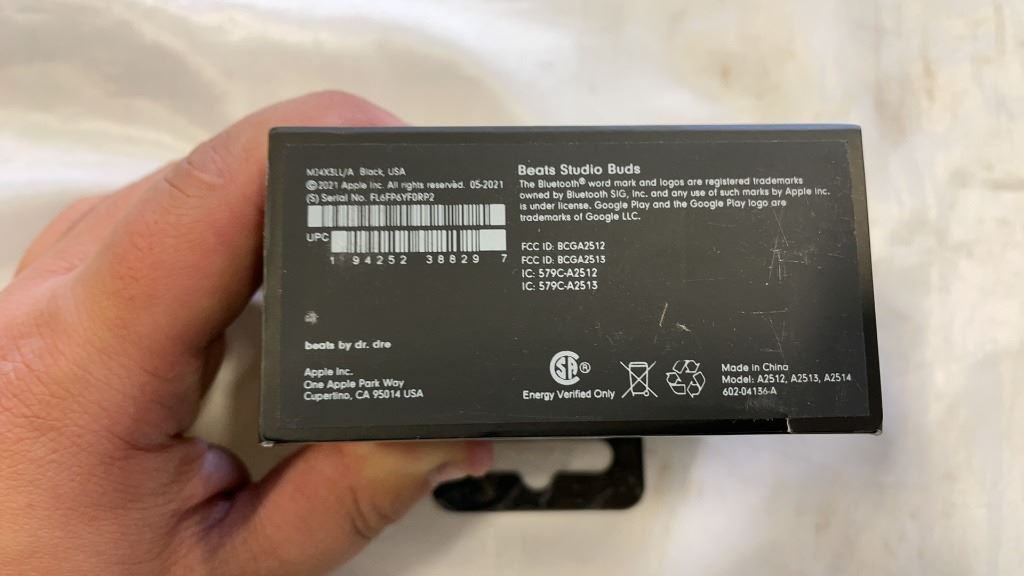 MJ4X3LL/A Black, USA
©2021 Apple Inc. All rights reserved. 05-2021
(S) Serial No. FL6FP6YF0RP2
UPC
1 94252 38829 7
beats by dr. dre
Apple Inc.
One Apple Park Way
Cupertino, CA 95014 USA
Beats Studio Buds
The Bluetooth® word mark and logos are registered trademarks
owned by Bluetooth SIG, Inc. and any use of such marks by Apple Inc.
is under license. Google Play and the Google Play logo are
trademarks of Google LLC.
FCC ID: BCGA2512
FCC ID: BCGA2513
IC: 579C-A2512
IC: 579C-A2513
SA®
Energy Verified Only
Made in China
Model: A2512, A2513, A2514
602-04136-A